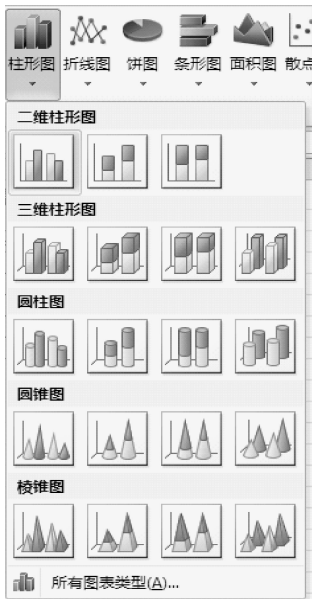 柱形图 折线图 饼图 条形图 面积图 散点
二维柱形图
三维柱形图
圆柱图
圆锥图
棱锥图
所有图表类型(A)...